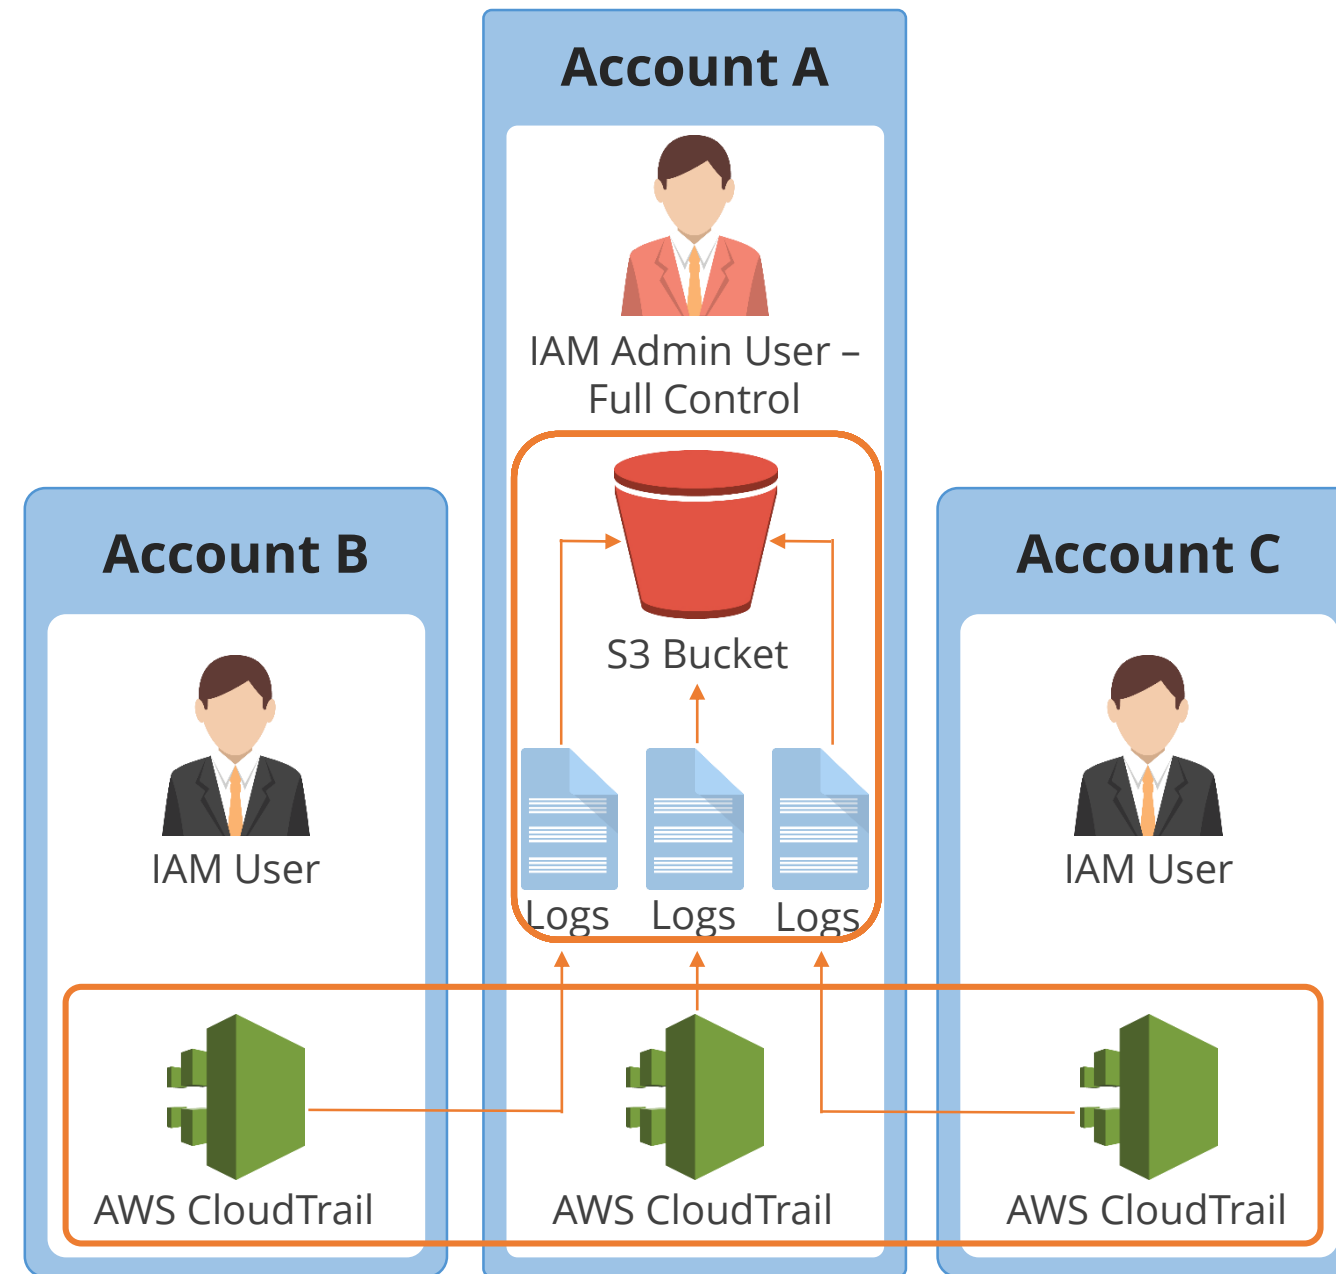 Account A
IAM Admin User –
Full Control
S3 Bucket
Logs
Logs
Logs
AWS CloudTrail
Account B
IAM User
AWS CloudTrail
Account C
IAM User
AWS CloudTrail